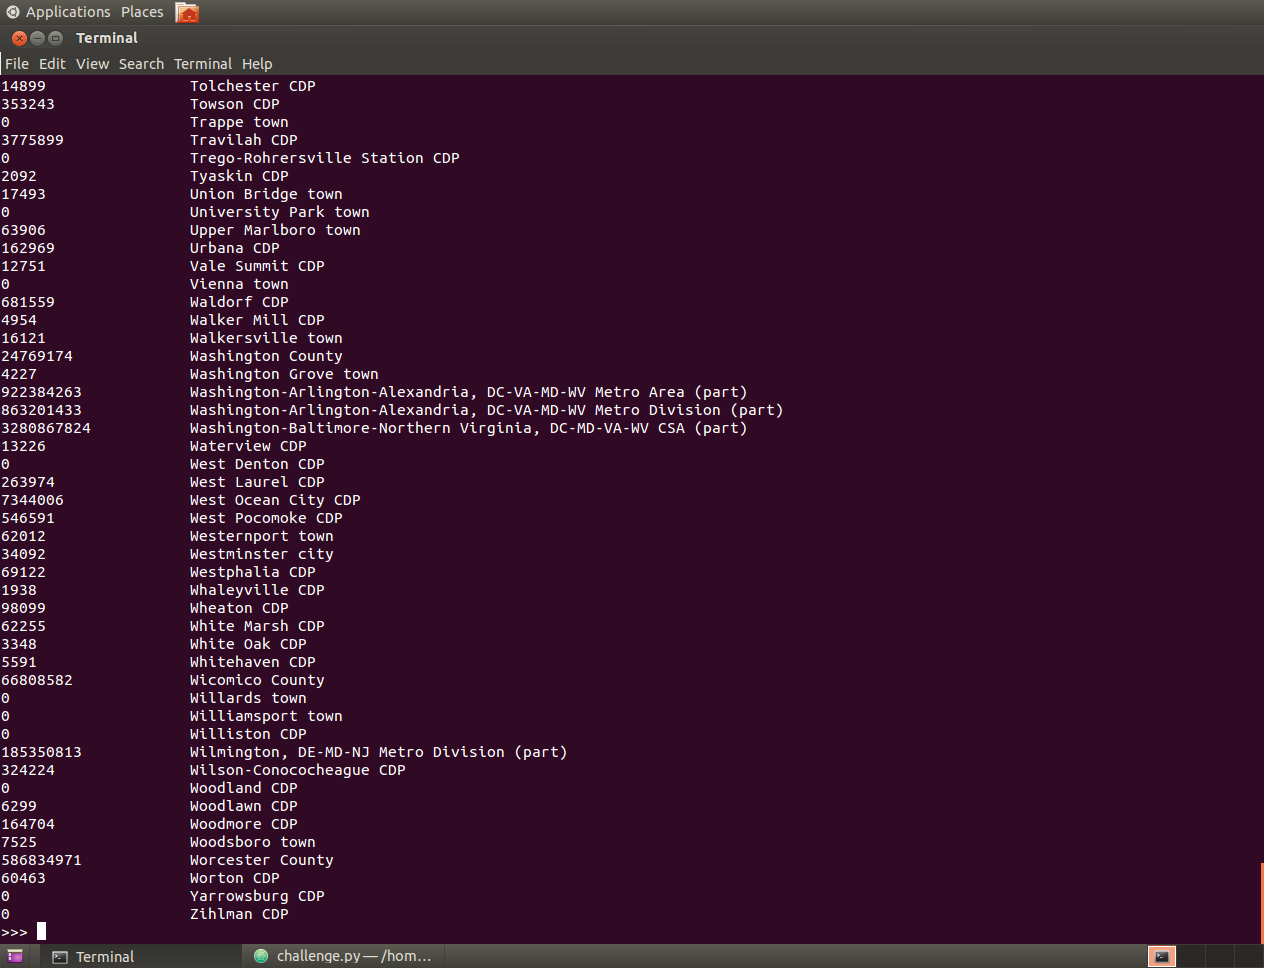 Applications Places
Terminal
File Edit View Search Terminal Help
14899 Tolchester CDP
353243 Towson CDP
0 Trappe town
3775899 Travilah CDP
0 Trego-Rohrersville Station CDP
2092 Tyaskin CDP
17493 Union Bridge town
0 University Park town
63906 Upper Marlboro town
162969 Urbana CDP
12751 Vale Summit CDP
0 Vienna town
681559 Waldorf CDP
4954 Walker Mill CDP
16121 Walkersville town
24769174 Washington County
4227 Washington Grove town
922384263 Washington-Arlington-Alexandria, DC-VA-MD-WV Metro Area (part)
863201433 Washington-Arlington-Alexandria, DC-VA-MD-WV Metro Division (part)
3280867824 Washington-Baltimore-Northern Virginia, DC-MD-VA-WV CSA (part)
13226 Waterview CDP
0 West Denton CDP
263974 West Laurel CDP
7344006 West Ocean City CDP
546591 West Pocomoke CDP
62012 Westernport town
34092 Westminster city
69122 Westphalia CDP
1938 Whaleyville CDP
98099 Wheaton CDP
62255 White Marsh CDP
3348 White Oak CDP
5591 Whitehaven CDP
66808582 Wicomico County
0 Willards town
0 Williamsport town
0 Williston CDP
185350813 Wilmington, DE-MD-NJ Metro Division (part)
324224 Wilson-Conococheague CDP
0 Woodland CDP
6299 Woodlawn CDP
164704 Woodmore CDP
7525 Woodsboro town
586834971 Worcester County
60463 Worton CDP
0 Yarrowsburg CDP
0 Zihlman CDP
>>>
Terminal challenge.py — /hom...